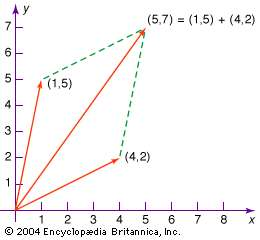 y
(5,7) = (1,5) + (4,2)
7
6
5
(1,5)
4
3
2
(4,2)
1
0
1 2 3 4 5 6 7 8 x
© 2004 Encyclopædia Britannica, Inc.